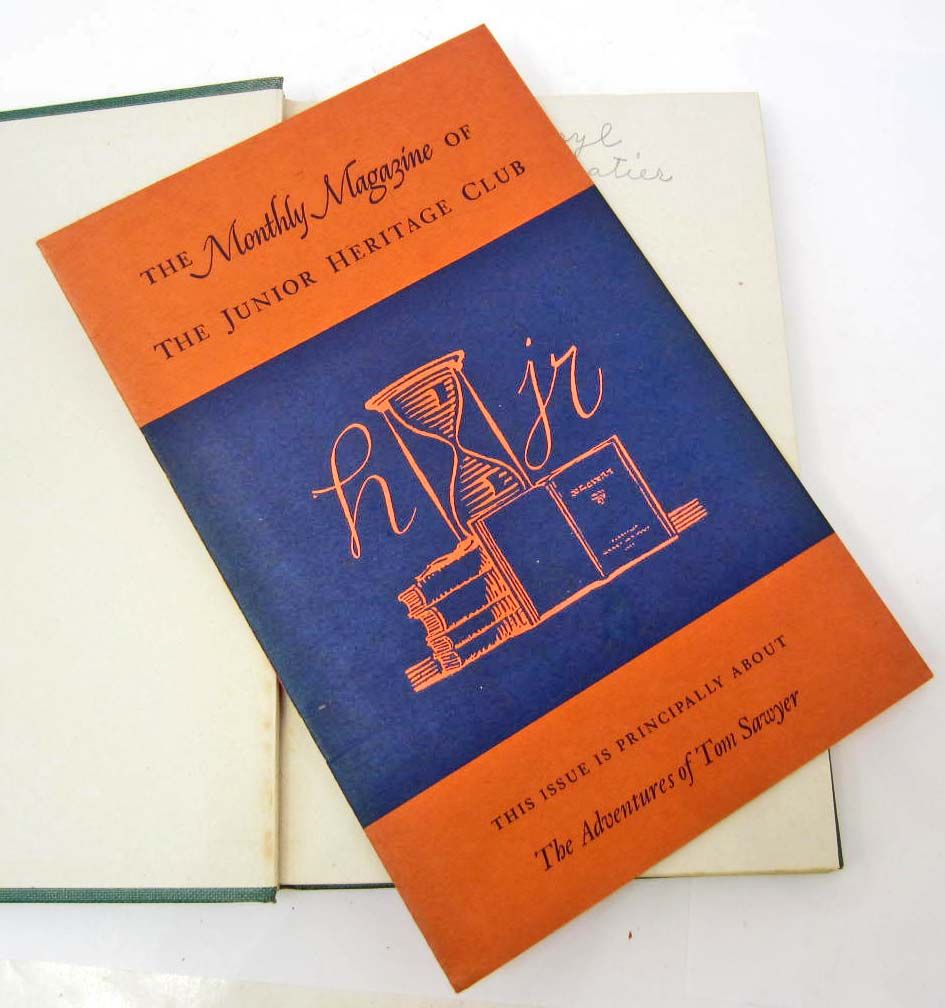 THE Monthly Magazine OF
THE JUNIOR HERITAGE CLUB
h jr
THIS ISSUE IS PRINCIPALLY ABOUT
The Adventures of Tom Sawyer